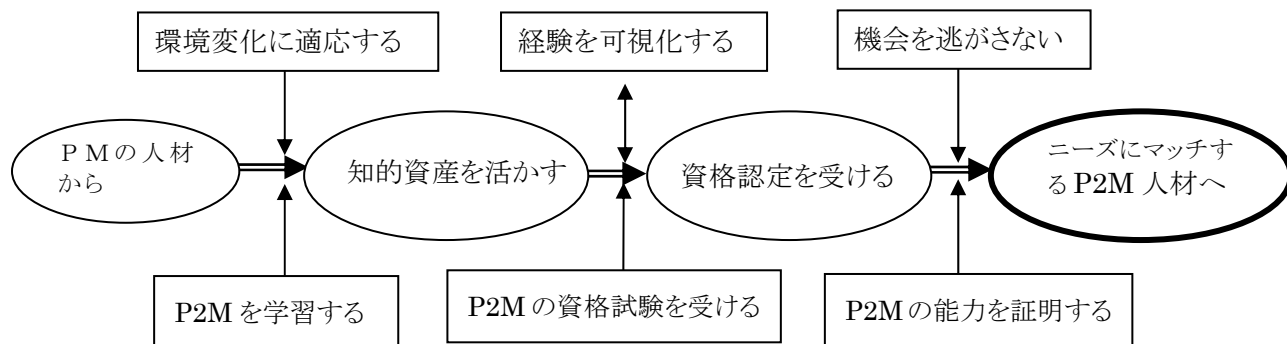 環境変化に適応する
経験を可視化する
機会を逃がさない
ＰＭの人材
から
知的資産を活かす
資格認定を受ける
ニーズにマッチす
るP2M 人材へ
P2M を学習する
P2M の資格試験を受ける
P2M の能力を証明する